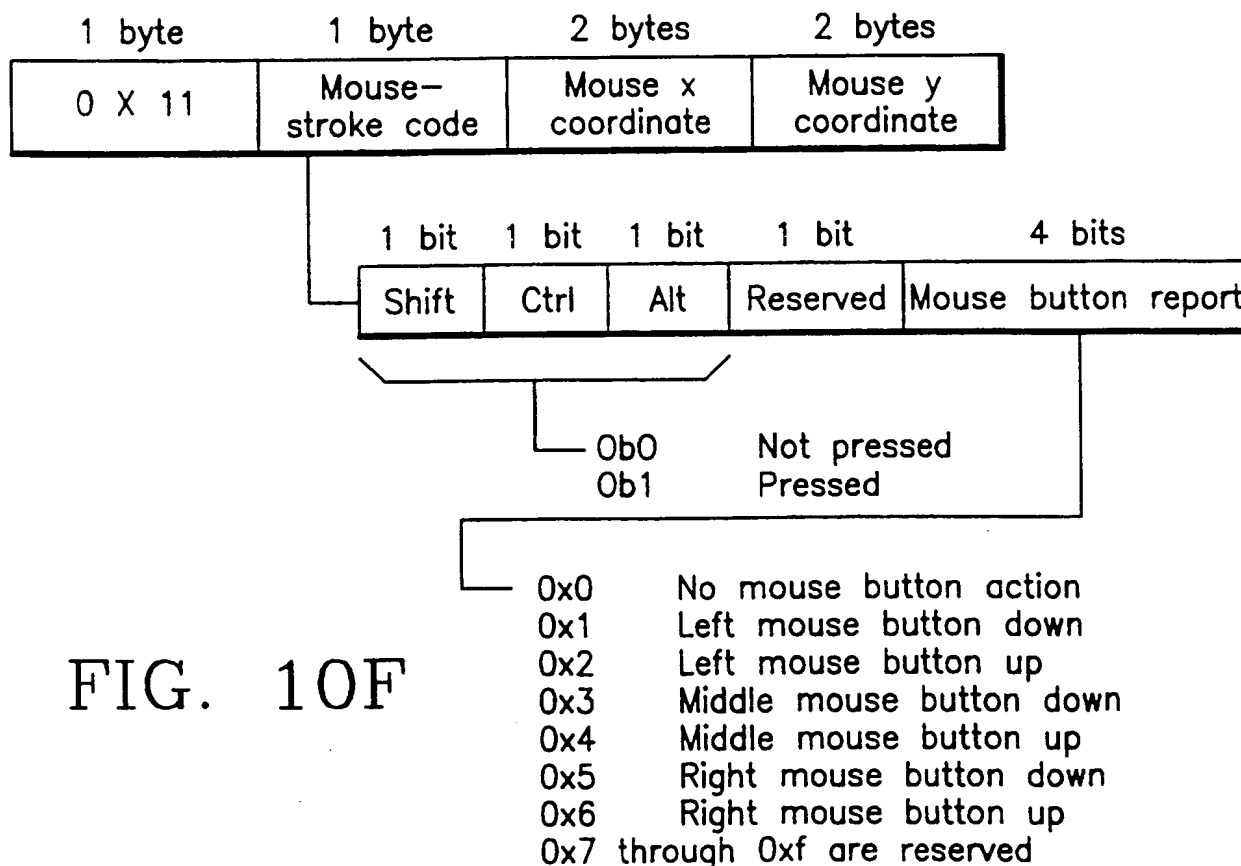 1 byte 1 byte 2 bytes 2 bytes
0 X 11 Mouse– Mouse x Mouse y
stroke code coordinate coordinate
1 bit 1 bit 1 bit 1 bit 4 bits
Shift Ctrl Alt Reserved Mouse button report
0b0 Not pressed
0b1 Pressed
0x0 No mouse button action
0x1 Left mouse button down
0x2 Left mouse button up
0x3 Middle mouse button down
0x4 Middle mouse button up
0x5 Right mouse button down
0x6 Right mouse button up
0x7 through 0xf are reserved
FIG. 10F